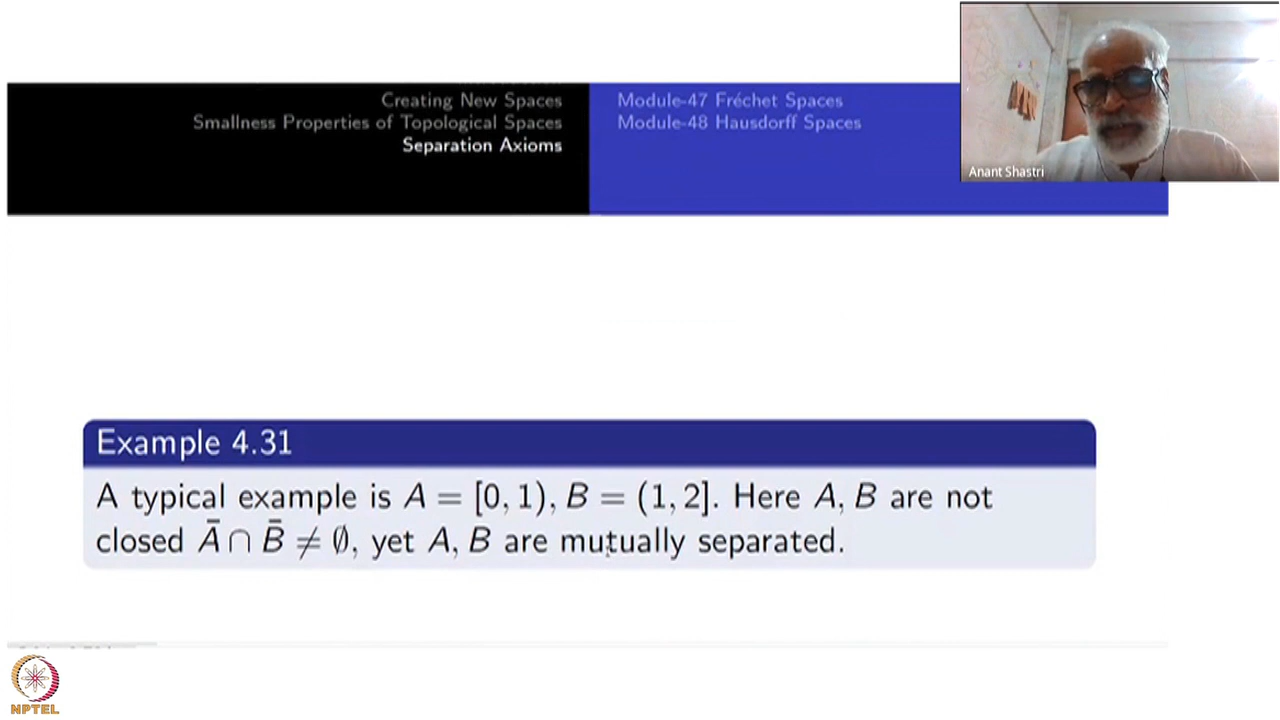 Creating New Spaces
Smallness Properties of Topological Spaces
Separation Axioms
Module-47 Fréchet Spaces
Module-48 Hausdorff Spaces
Anant Shastri
Example 4.31
A typical example is A = [0, 1), B = (1, 2]. Here A, B are not
closed Ā ∩ B̄ ≠ ∅, yet A, B are mutually separated.
NPTEL